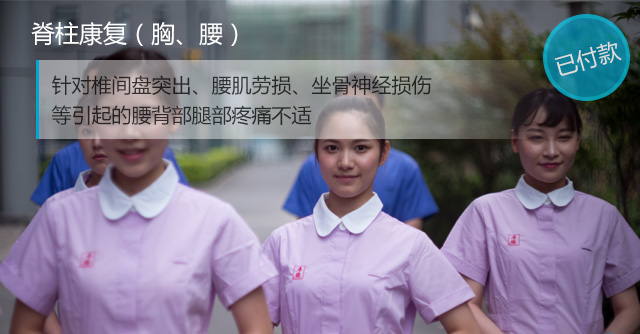 脊柱康复（胸、腰）
已付款
针对椎间盘突出、腰肌劳损、坐骨神经损伤
等引起的腰背部腿部疼痛不适